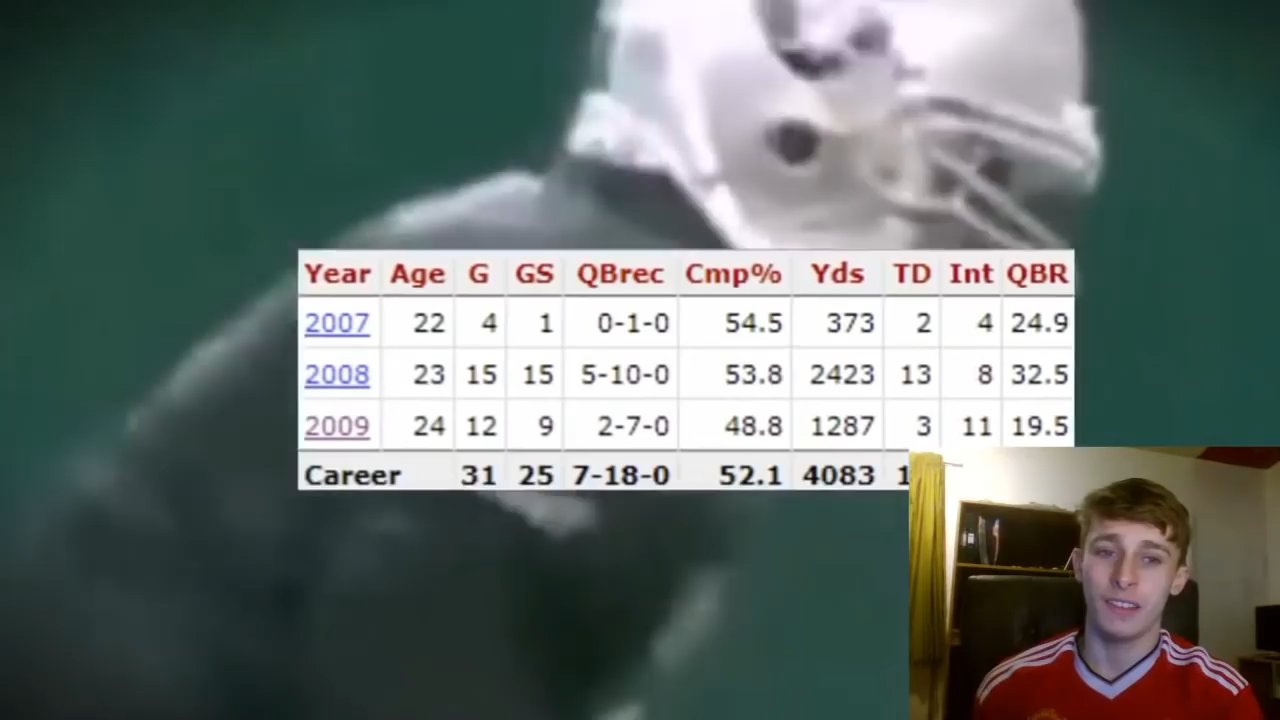 Year Age G GS QBrec Cmp% Yds TD Int QBR
2007 22 4 1 0-1-0 54.5 373 2 4 24.9
2008 23 15 15 5-10-0 53.8 2423 13 8 32.5
2009 24 12 9 2-7-0 48.8 1287 3 11 19.5
Career 31 25 7-18-0 52.1 4083 1